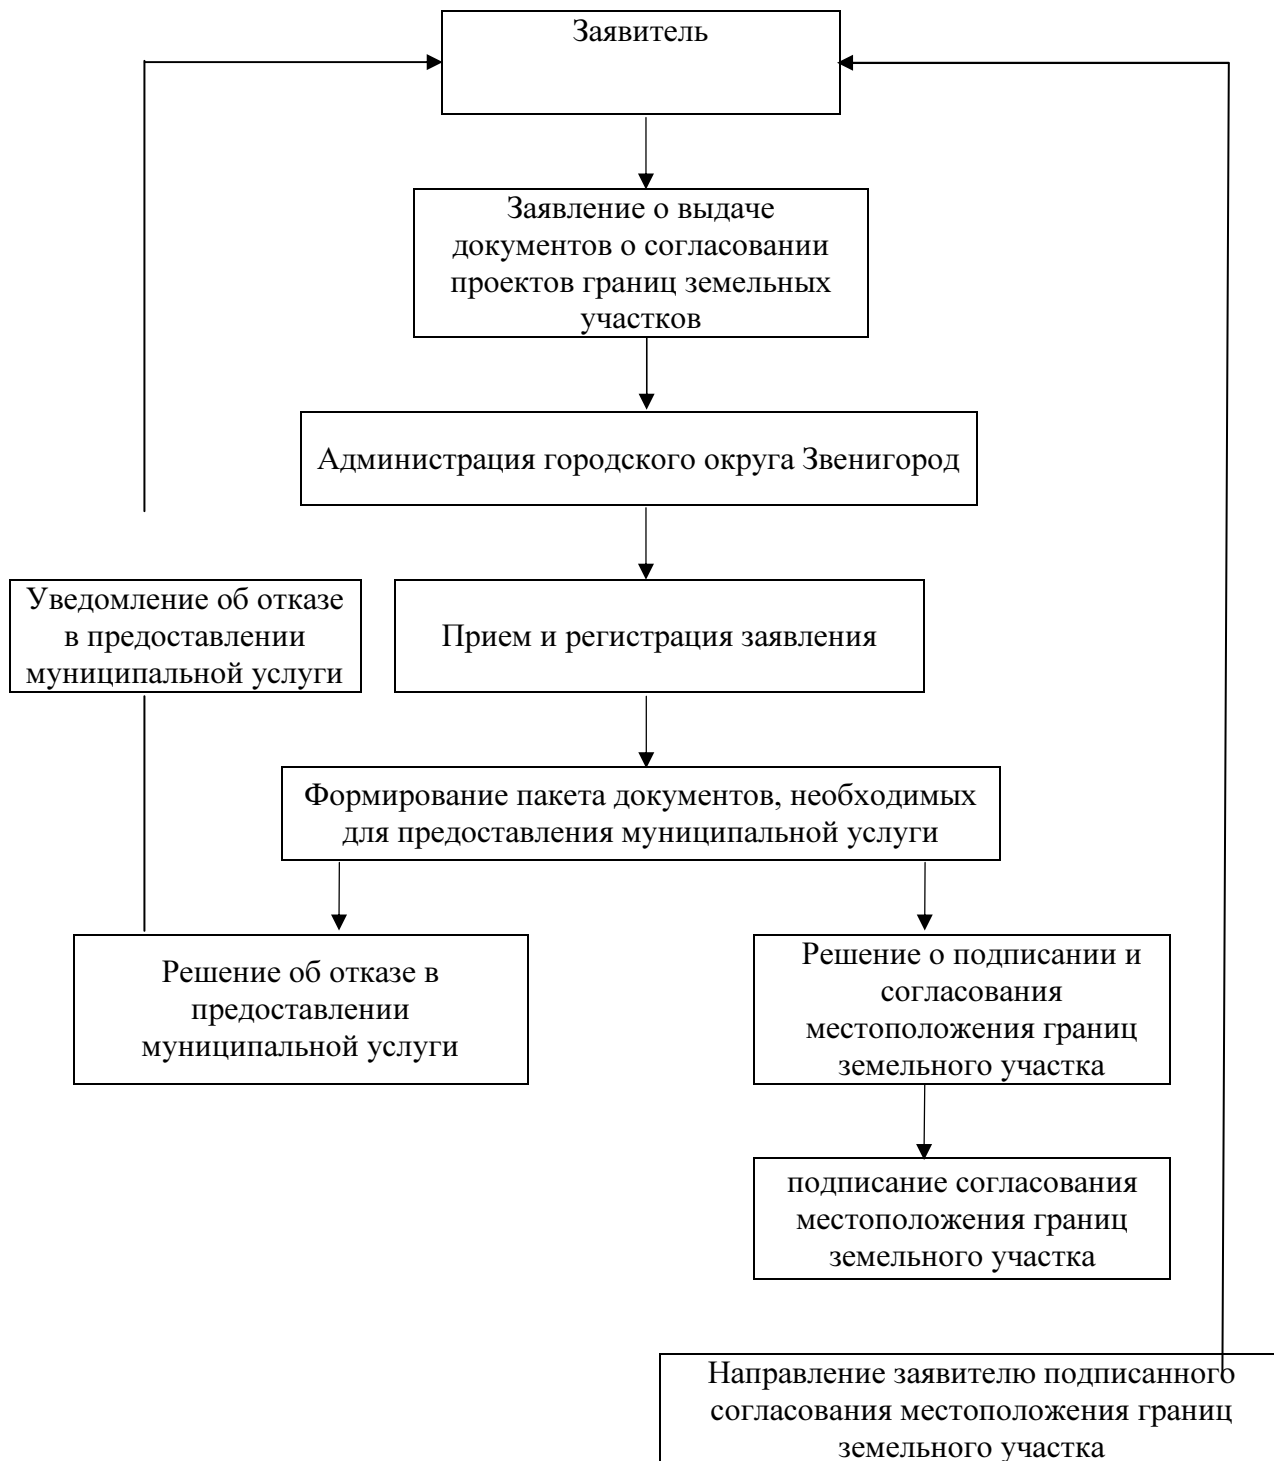 Заявитель
Заявление о выдаче
документов о согласовании
проектов границ земельных
участков
Администрация городского округа Звенигород
Уведомление об отказе
в предоставлении
муниципальной услуги
Прием и регистрация заявления
Формирование пакета документов, необходимых
для предоставления муниципальной услуги
Решение об отказе в
предоставлении
муниципальной услуги
Решение о подписании и
согласования
местоположения границ
земельного участка
подписание согласования
местоположения границ
земельного участка
Направление заявителю подписанного
согласования местоположения границ
земельного участка